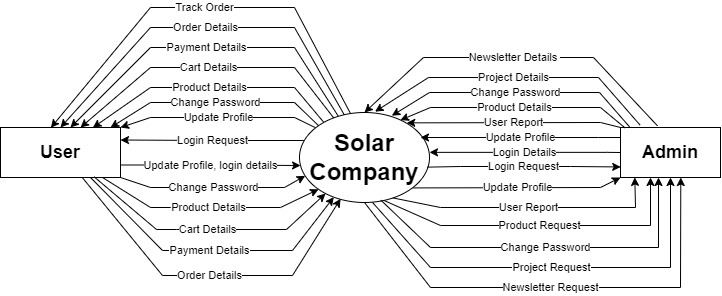 Track Order
Order Details
Payment Details
Cart Details
Product Details
Change Password
Update Profile
Login Request
Update Profile, login details
Change Password
Product Details
Cart Details
Payment Details
Order Details
User
Solar
Company
Admin
Newsletter Details
Project Details
Change Password
Product Details
User Report
Update Profile
Login Details
Login Request
Update Profile
User Report
Product Request
Change Password
Project Request
Newsletter Request